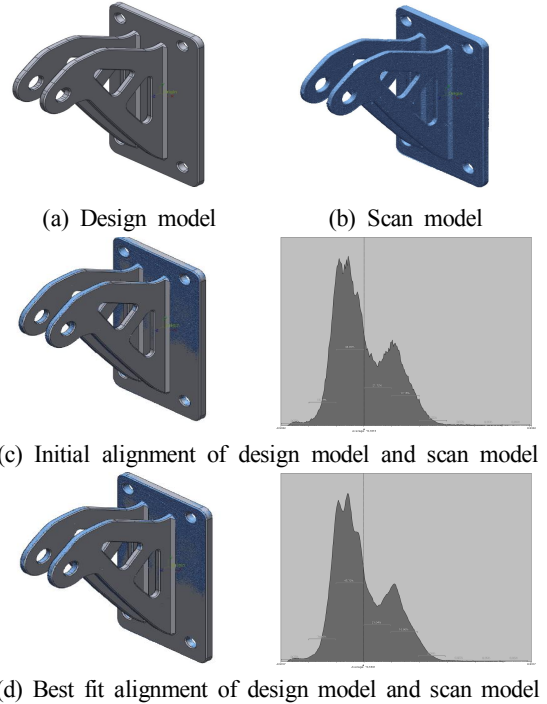 (a) Design model
(b) Scan model
(c) Initial alignment of design model and scan model
(d) Best fit alignment of design model and scan model